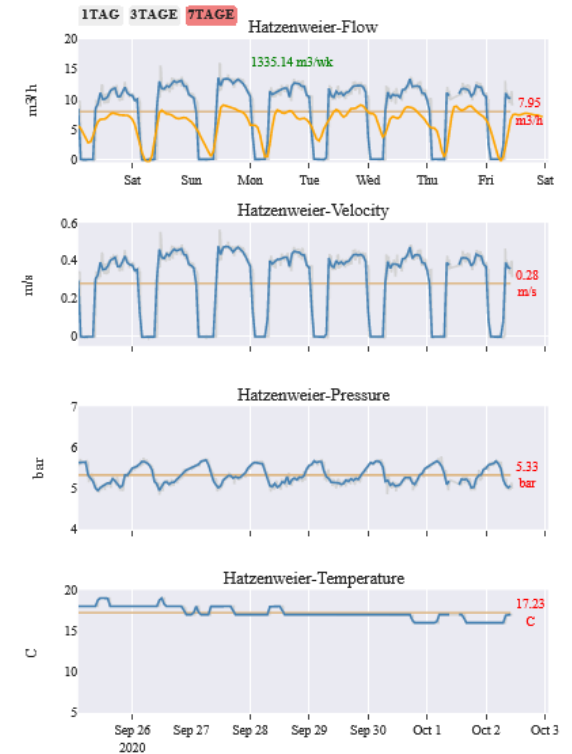 1TAG 3TAGE 7TAGE
Hatzenweier-Flow
20
15
10
5
0
m3/h
1335.14 m3/wk
7.95
m3/h
Sat Sun Mon Tue Wed Thu Fri Sat
Hatzenweier-Velocity
0.6
0.4
0.2
0
m/s
0.28
m/s
Hatzenweier-Pressure
7
6
5
4
bar
5.33
bar
Hatzenweier-Temperature
20
15
10
5
C
17.23
C
Sep 26 Sep 27 Sep 28 Sep 29 Sep 30 Oct 1 Oct 2 Oct 3
2020